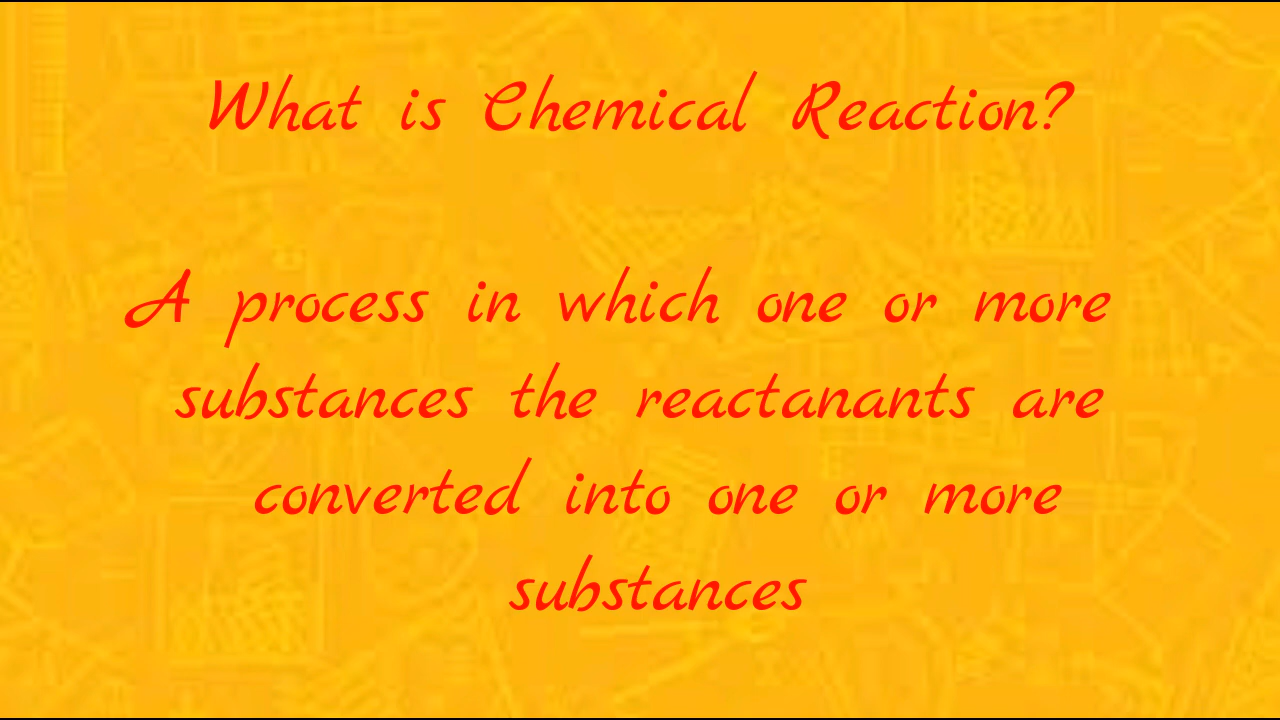 What is Chemical Reaction?
A process in which one or more
substances the reactanants are
converted into one or more
substances